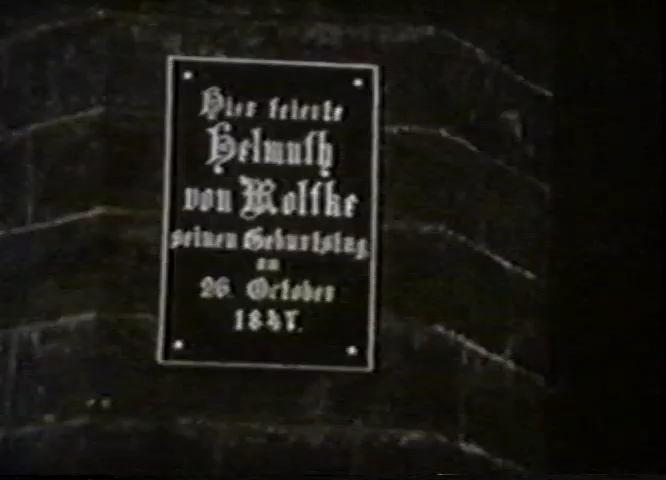 Hier feierte
Helmuth
von Moltke
seinen Geburtstag
am
26. October
1847.